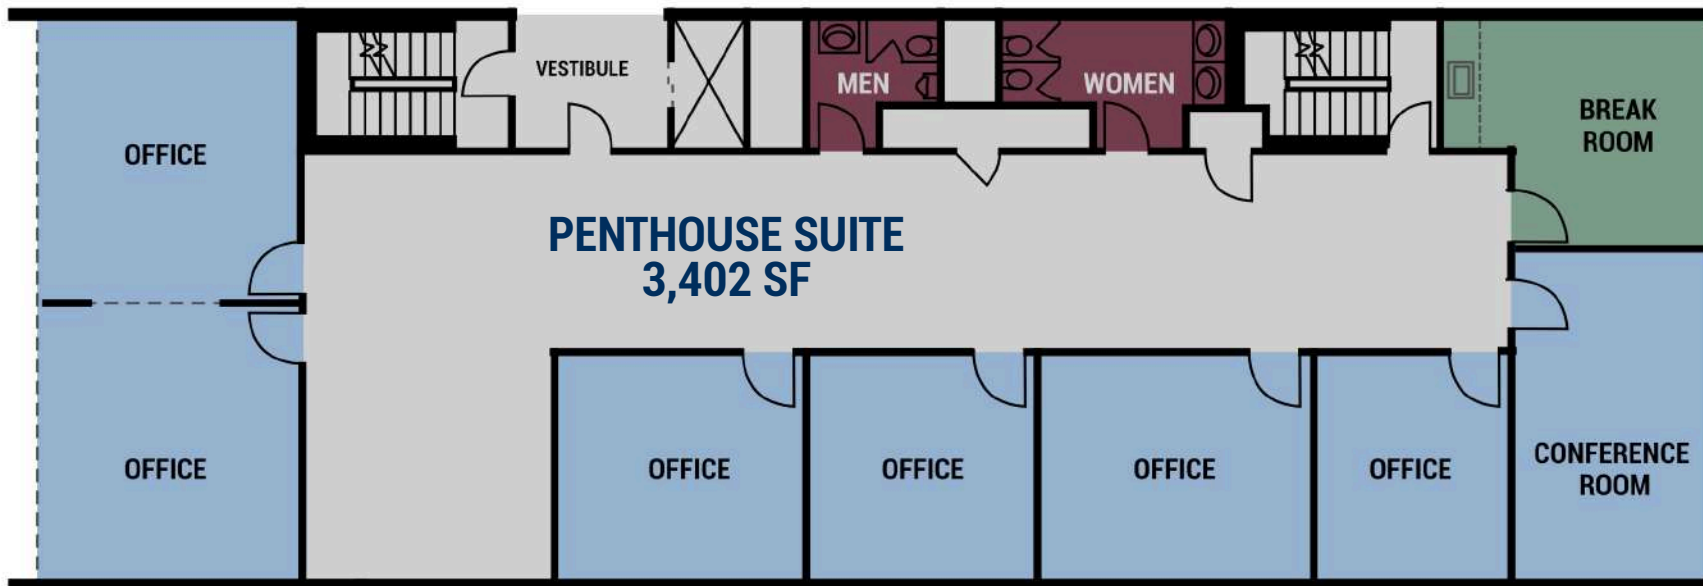 VESTIBULE
MEN
WOMEN
BREAK
ROOM
OFFICE
PENTHOUSE SUITE
3,402 SF
OFFICE
OFFICE
OFFICE
OFFICE
OFFICE
CONFERENCE
ROOM